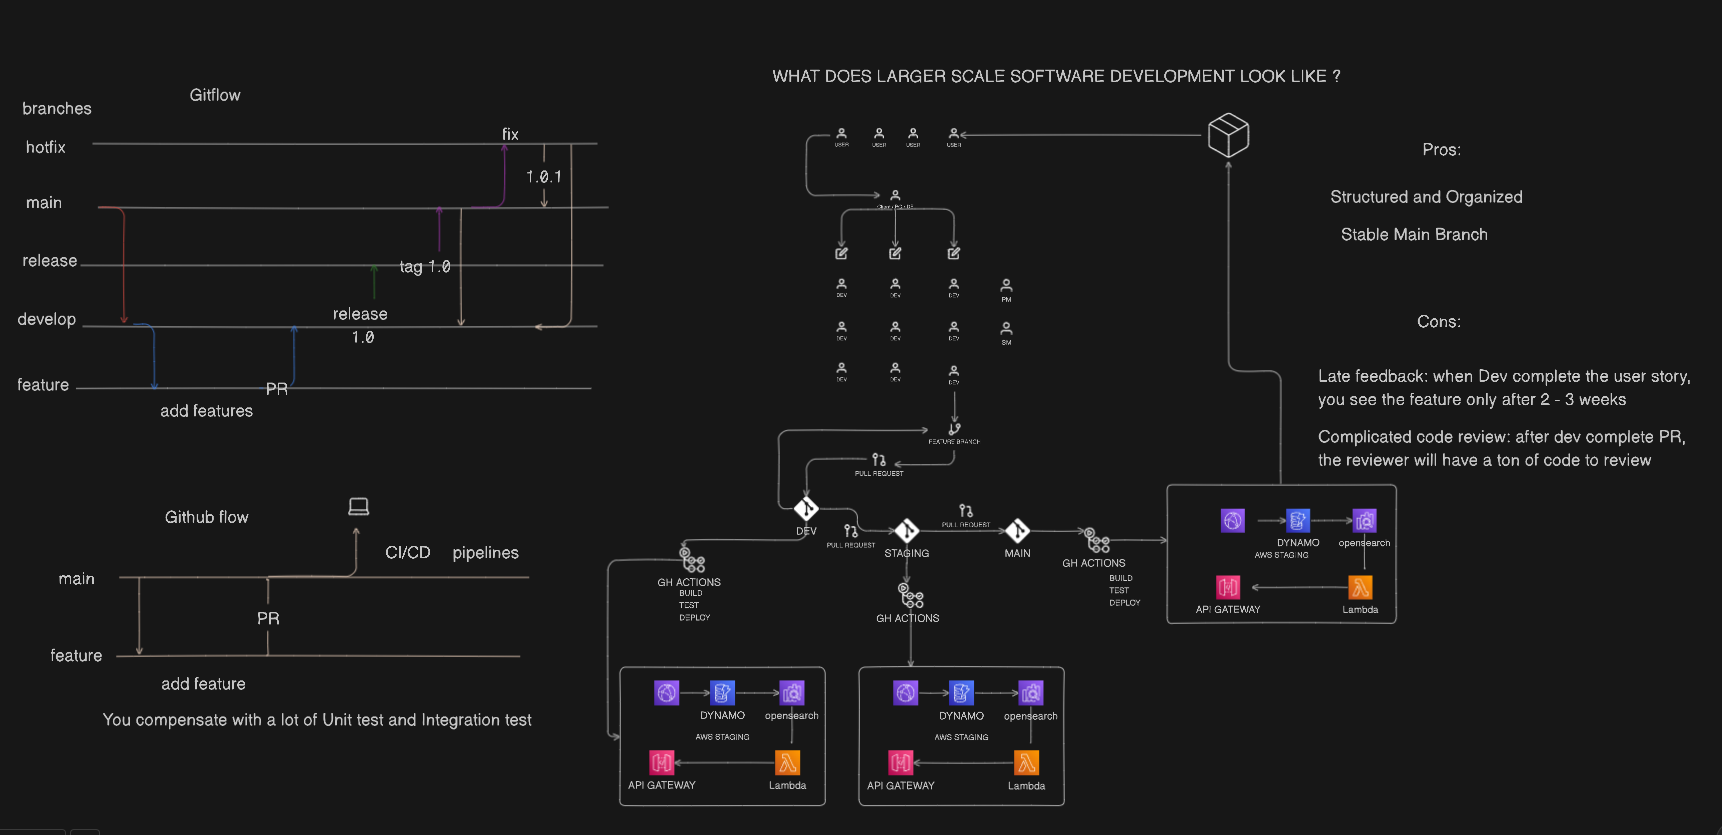 WHAT DOES LARGER SCALE SOFTWARE DEVELOPMENT LOOK LIKE ?
Gitflow
branches
hotfix
fix
1.0.1
main
release
tag 1.0
develop
release
1.0
feature
PR
add features
Github flow
CI/CD pipelines
main
PR
feature
add feature
You compensate with a lot of Unit test and Integration test
USER
USER
USER
USER
DEV
DEV
DEV
PM
DEV
DEV
DEV
SM
DEV
DEV
DEV
FEATURE BRANCH
PULL REQUEST
DEV
PULL REQUEST
STAGING
PULL REQUEST
MAIN
GH ACTIONS
BUILD
TEST
DEPLOY
GH ACTIONS
GH ACTIONS
BUILD
TEST
DEPLOY
DYNAMO
opensearch
AWS STAGING
API GATEWAY
Lambda
DYNAMO
opensearch
AWS STAGING
API GATEWAY
Lambda
DYNAMO
opensearch
AWS STAGING
API GATEWAY
Lambda
Pros:
Structured and Organized
Stable Main Branch
Cons:
Late feedback: when Dev complete the user story,
you see the feature only after 2 - 3 weeks
Complicated code review: after dev complete PR,
the reviewer will have a ton of code to review